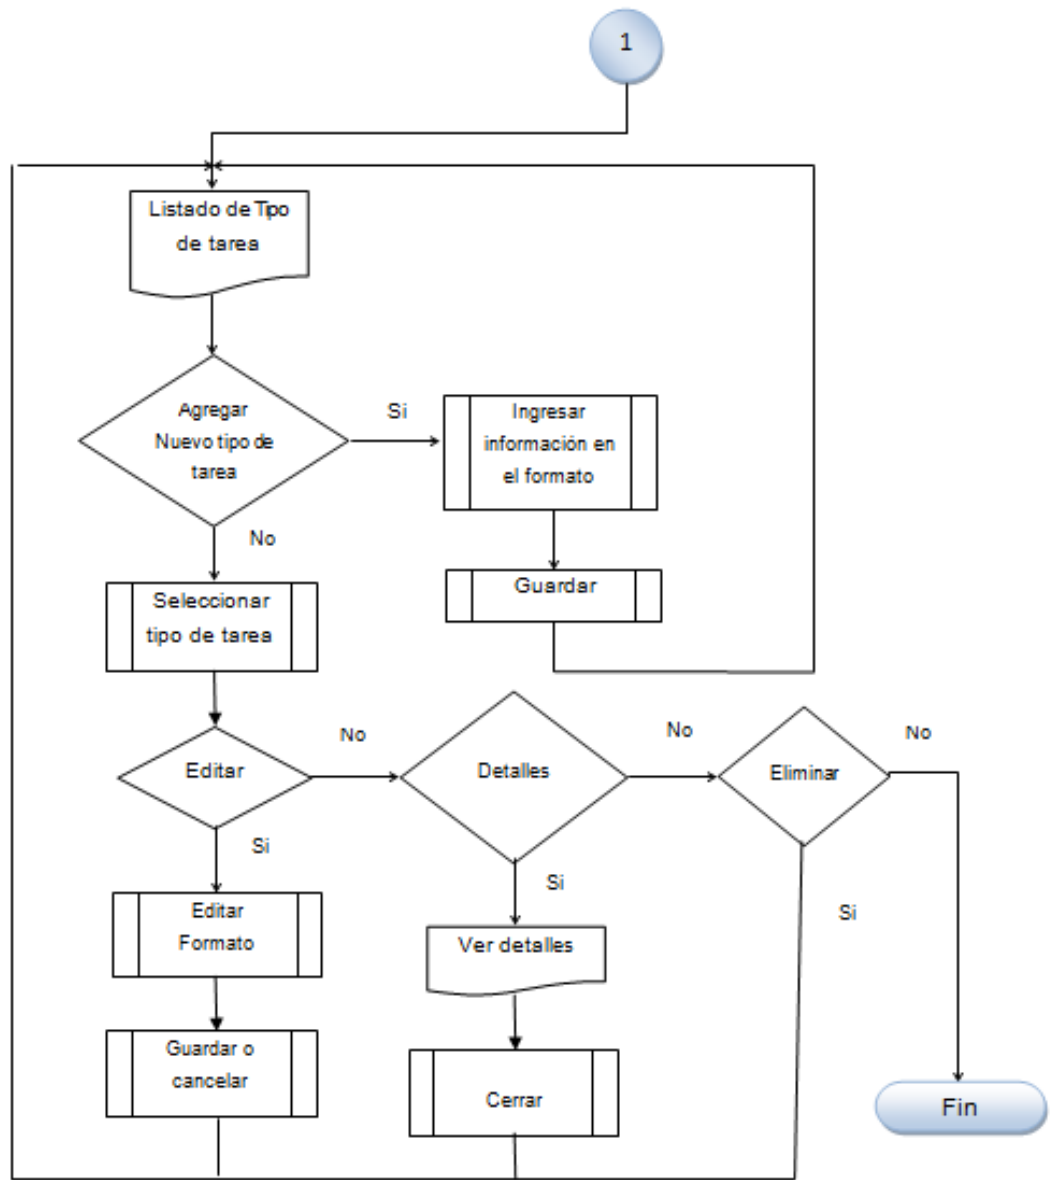 1
Listado de Tipo
de tarea
Agregar
Nuevo tipo de
tarea
Si
Ingresar
información en
el formato
No
Guardar
Seleccionar
tipo de tarea
Editar
No
Detalles
No
Eliminar
No
Si
Editar
Formato
Si
Ver detalles
Si
Guardar o
cancelar
Cerrar
Fin